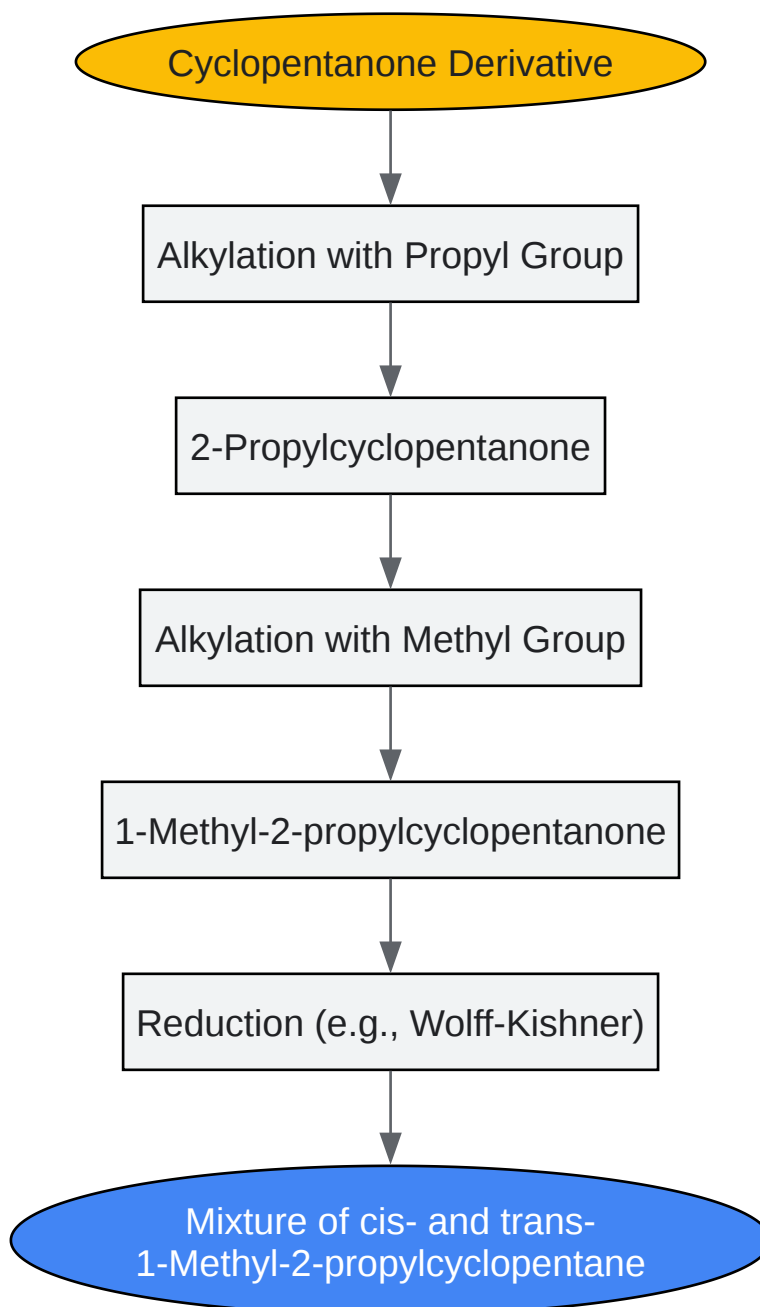 Cyclopentanone Derivative
Alkylation with Propyl Group
2-Propylcyclopentanone
Alkylation with Methyl Group
1-Methyl-2-propylcyclopentanone
Reduction (e.g., Wolff-Kishner)
Mixture of cis- and trans-
1-Methyl-2-propylcyclopentane